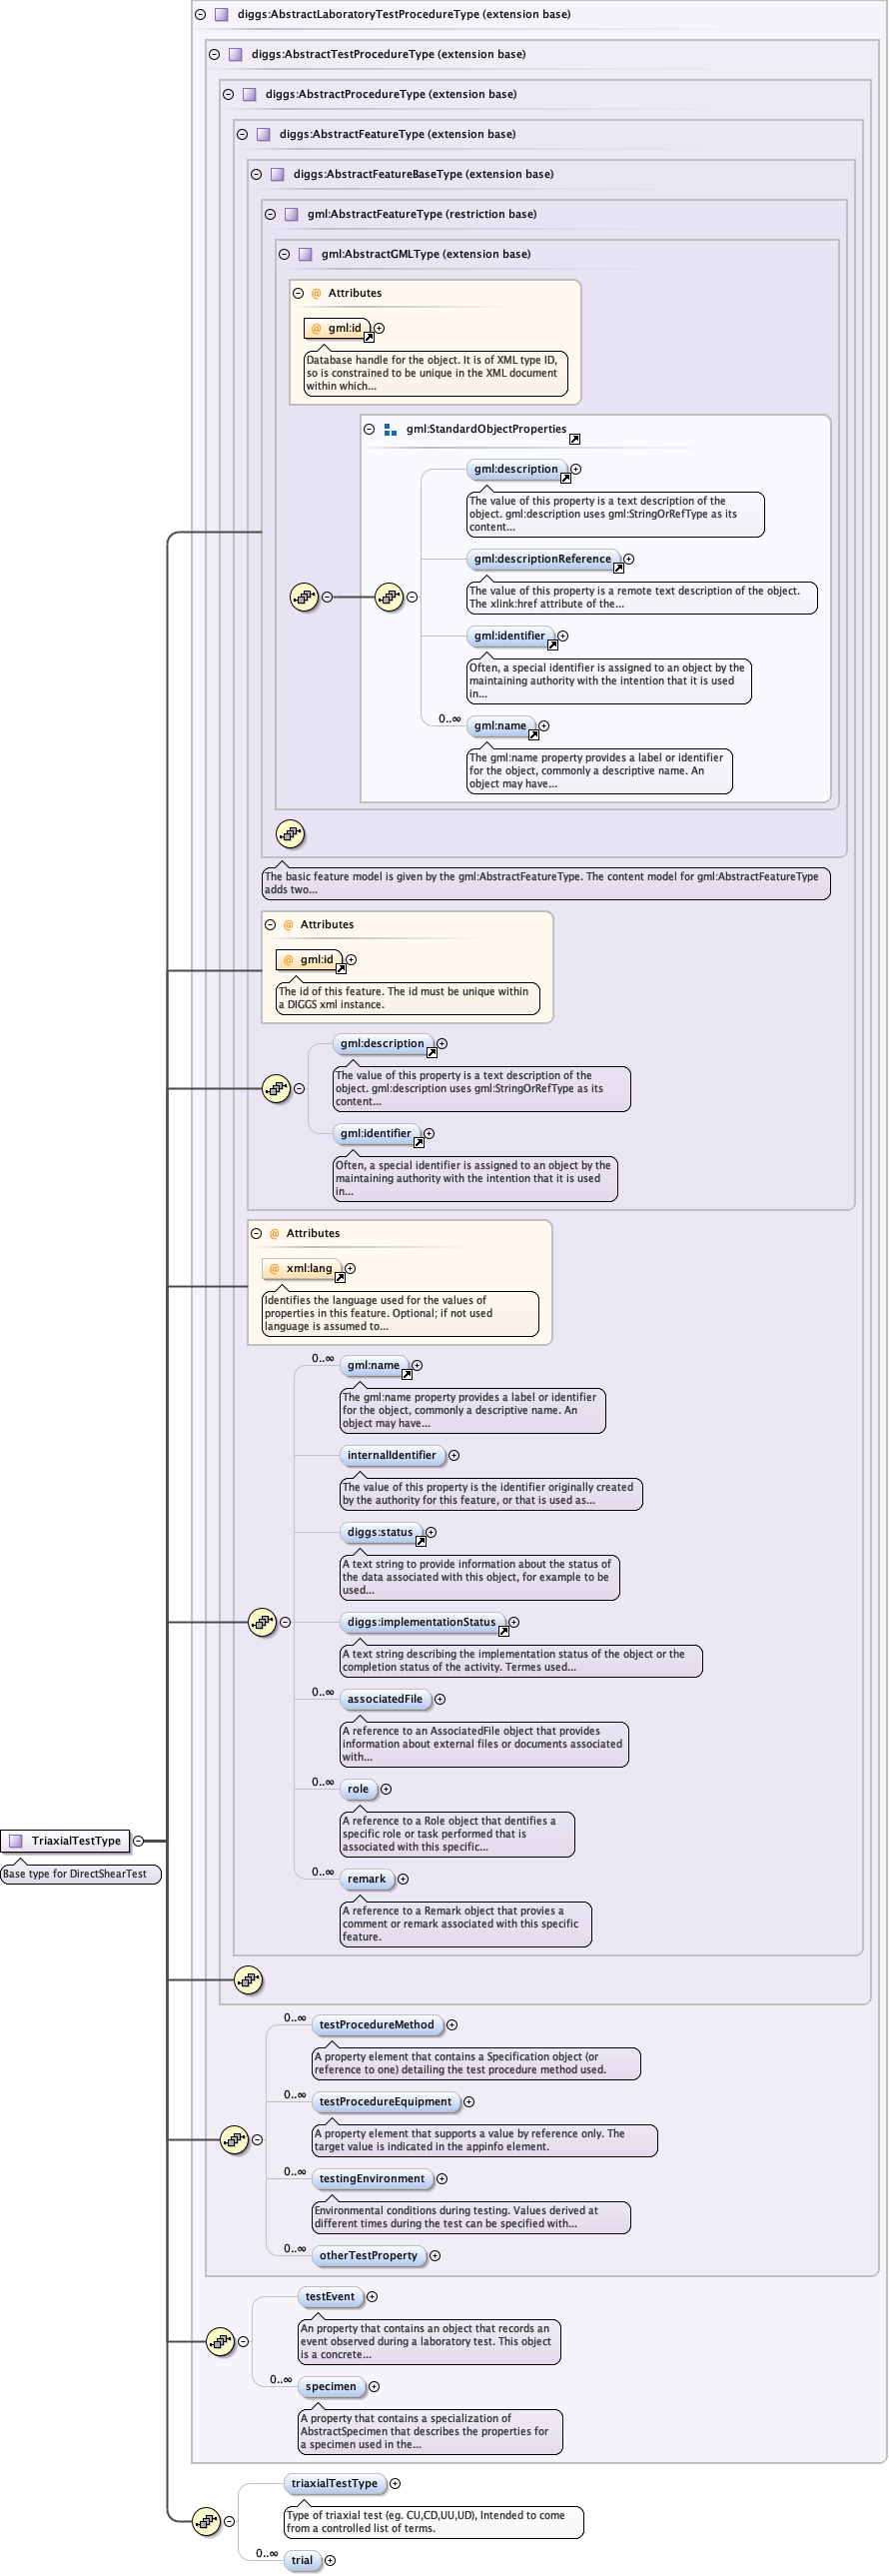 diggs:AbstractLaboratoryTestProcedureType (extension base)
diggs:AbstractTestProcedureType (extension base)
diggs:AbstractProcedureType (extension base)
diggs:AbstractFeatureType (extension base)
diggs:AbstractFeatureBaseType (extension base)
gml:AbstractFeatureType (restriction base)
gml:AbstractGMLType (extension base)
@ Attributes
@ gml:id
Database handle for the object. It is of XML type ID,
so is constrained to be unique in the XML document
within which...
gml:StandardObjectProperties
gml:description
The value of this property is a text description of the
object. gml:description uses gml:StringOrRefType as its
content...
gml:descriptionReference
The value of this property is a remote text description of the object.
The xlink:href attribute of the...
gml:identifier
Often, a special identifier is assigned to an object by the
maintaining authority with the intention that it is used
in...
0..∞
gml:name
The gml:name property provides a label or identifier
for the object, commonly a descriptive name. An
object may have...
The basic feature model is given by the gml:AbstractFeatureType. The content model for gml:AbstractFeatureType
adds two...
@ Attributes
@ gml:id
The id of this feature. The id must be unique within
a DIGGS xml instance.
gml:description
The value of this property is a text description of the
object. gml:description uses gml:StringOrRefType as its
content...
gml:identifier
Often, a special identifier is assigned to an object by the
maintaining authority with the intention that it is used
in...
@ Attributes
@ xml:lang
Identifies the language used for the values of
properties in this feature. Optional; if not used
language is assumed to...
0..∞
gml:name
The gml:name property provides a label or identifier
for the object, commonly a descriptive name. An
object may have...
internalIdentifier
The value of this property is the identifier originally created
by the authority for this feature, or that is used as...
diggs:status
A text string to provide information about the status of
the data associated with this object, for example to be
used...
diggs:implementationStatus
A text string describing the implementation status of the object or the
completion status of the activity. Termes used...
0..∞
associatedFile
A reference to an AssociatedFile object that provides
information about external files or documents associated
with...
0..∞
role
A reference to a Role object that dentifies a
specific role or task performed that is
associated with this specific...
TriaxialTestType
Base type for DirectShearTest
0..∞
remark
A reference to a Remark object that provies a
comment or remark associated with this specific
feature.
0..∞
testProcedureMethod
A property element that contains a Specification object (or
reference to one) detailing the test procedure method used.
0..∞
testProcedureEquipment
A property element that supports a value by reference only. The
target value is indicated in the appinfo element.
0..∞
testingEnvironment
Environmental conditions during testing. Values derived at
different times during the test can be specified with...
0..∞
otherTestProperty
testEvent
An property that contains an object that records an
event observed during a laboratory test. This object
is a concrete...
0..∞
specimen
A property that contains a specialization of
AbstractSpecimen that describes the properties for
a specimen used in the...
triaxialTestType
Type of triaxial test (eg. CU,CD,UU,UD), Intended to come
from a controlled list of terms.
0..∞
trial